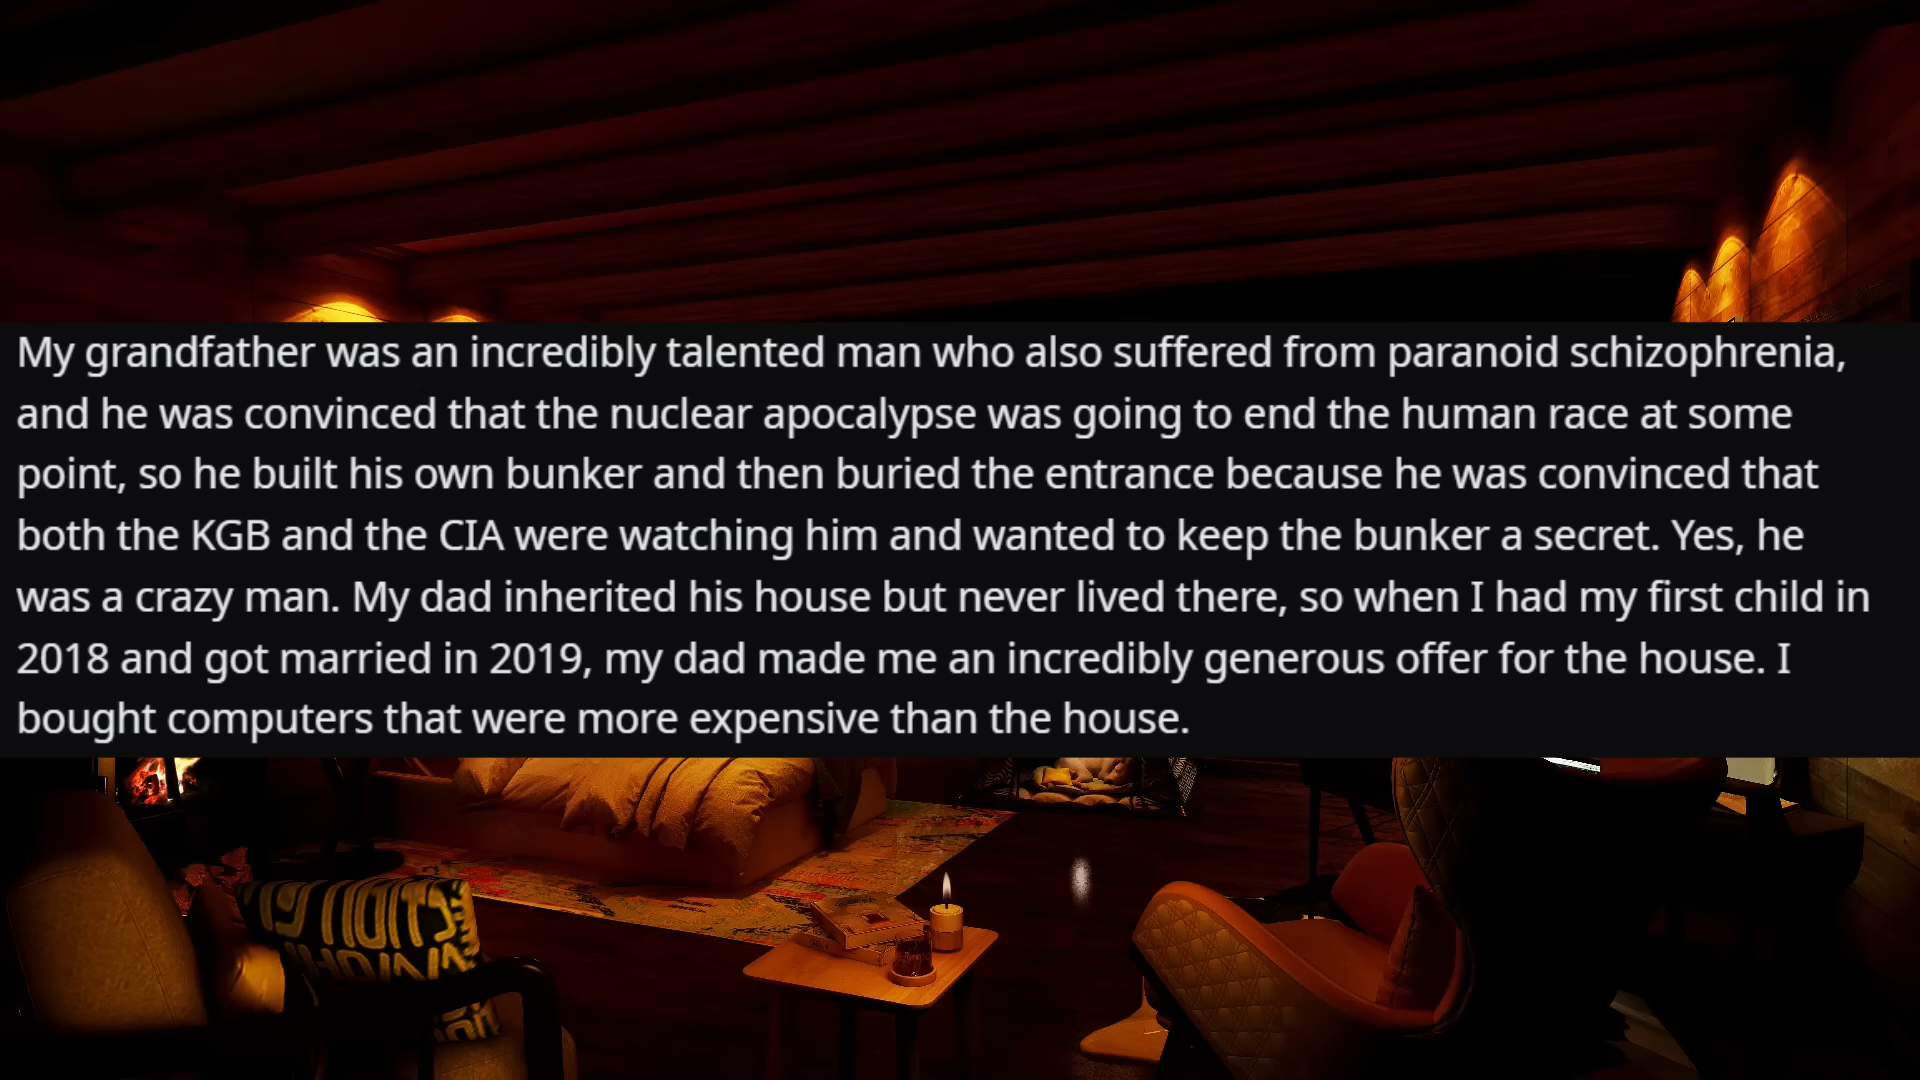 My grandfather was an incredibly talented man who also suffered from paranoid schizophrenia,
and he was convinced that the nuclear apocalypse was going to end the human race at some
point, so he built his own bunker and then buried the entrance because he was convinced that
both the KGB and the CIA were watching him and wanted to keep the bunker a secret. Yes, he
was a crazy man. My dad inherited his house but never lived there, so when I had my first child in
2018 and got married in 2019, my dad made me an incredibly generous offer for the house. I
bought computers that were more expensive than the house.